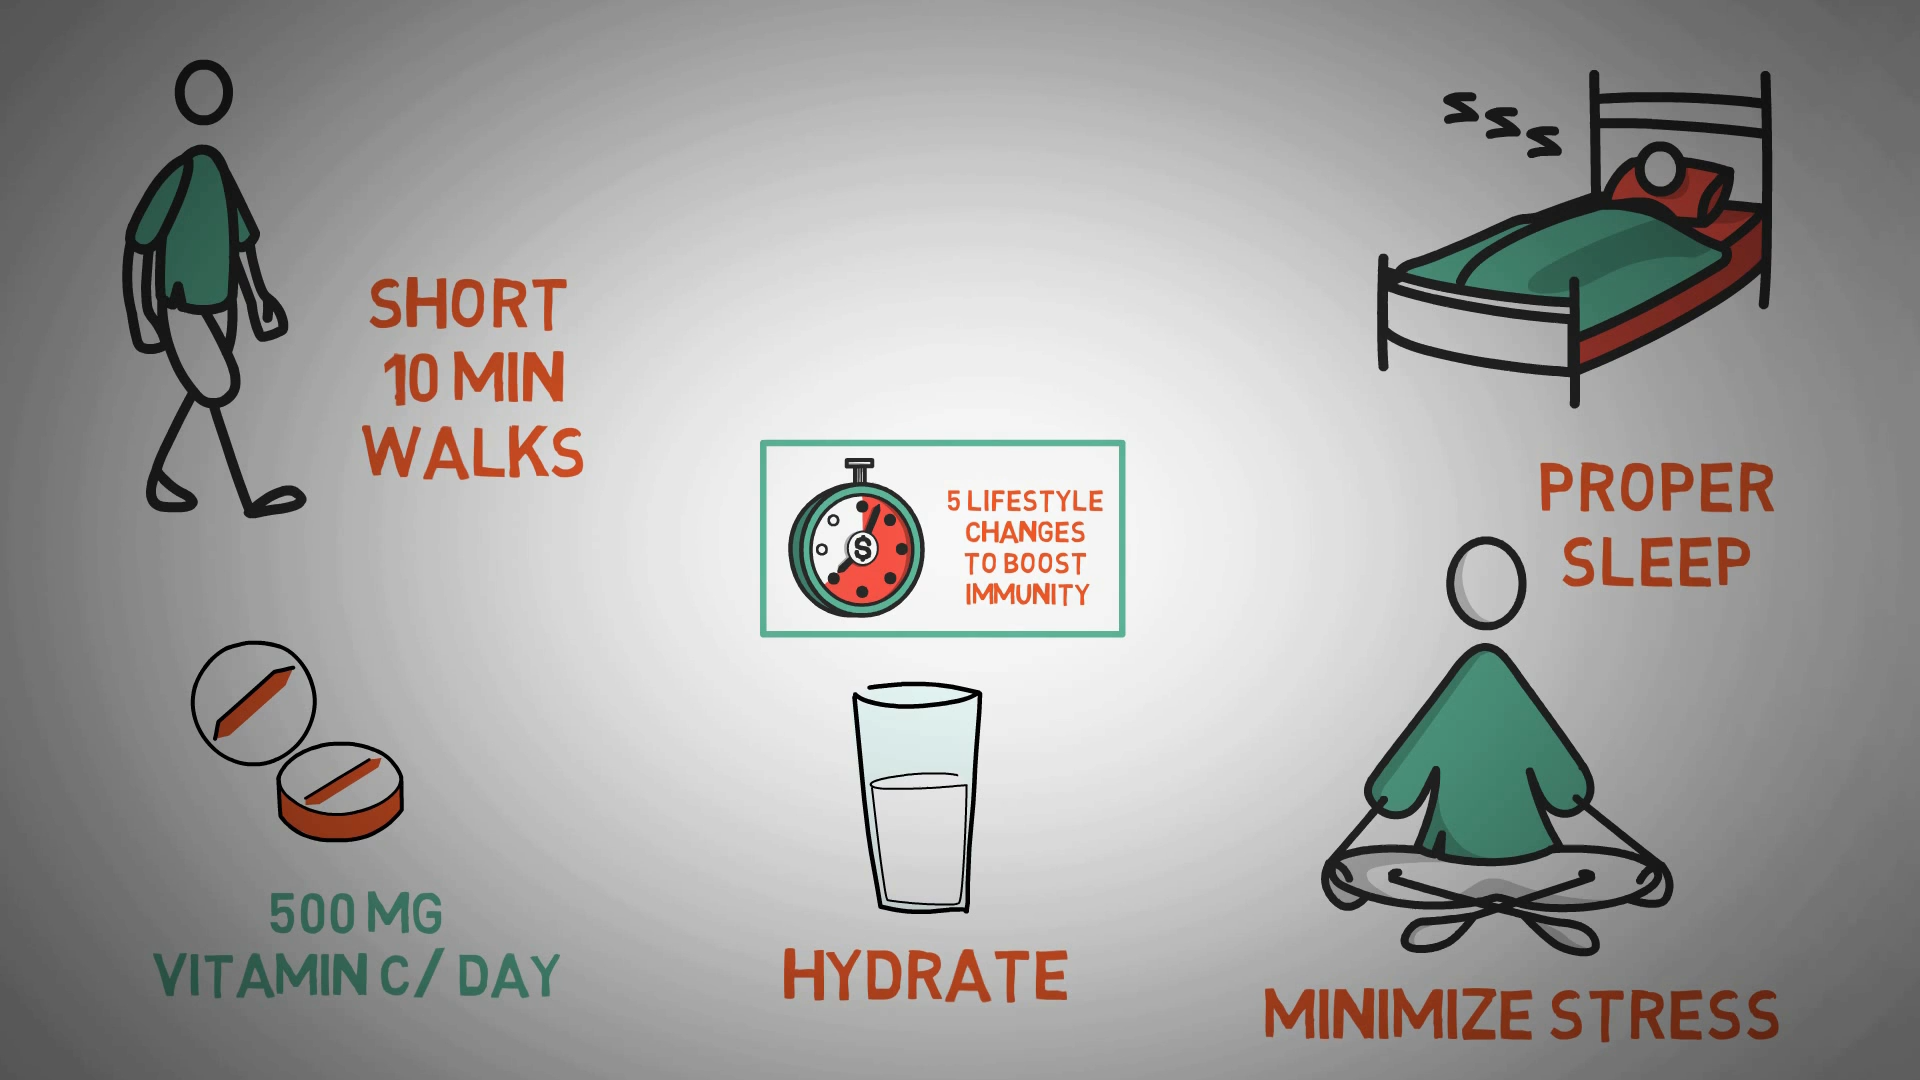 SHORT
10 MIN
WALKS
ZZZ
PROPER
SLEEP
$
5 LIFESTYLE
CHANGES
TO BOOST
IMMUNITY
500 MG
VITAMIN C/ DAY
HYDRATE
MINIMIZE STRESS